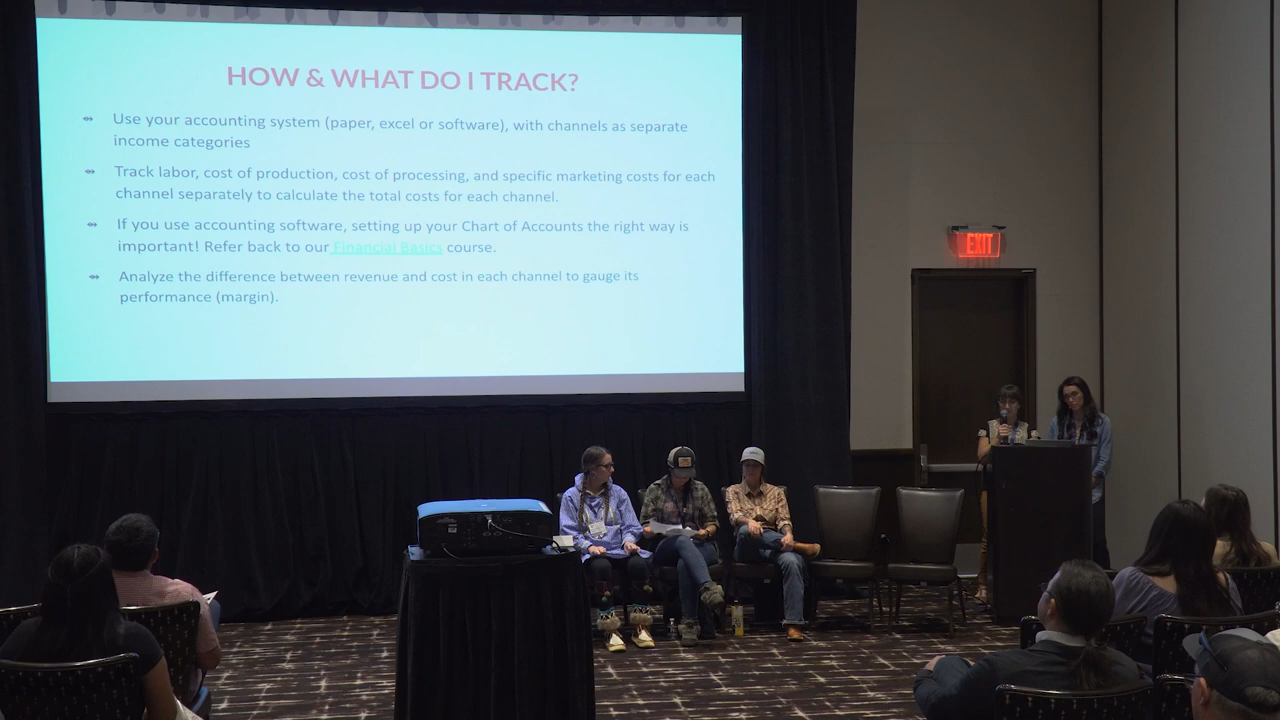 HOW & WHAT DO I TRACK?
Use your accounting system (paper, excel or software), with channels as separate
income categories
Track labor, cost of production, cost of processing, and specific marketing costs for each
channel separately to calculate the total costs for each channel.
If you use accounting software, setting up your Chart of Accounts the right way is
important! Refer back to our Financial Basics course.
Analyze the difference between revenue and cost in each channel to gauge its
performance (margin).
EXIT